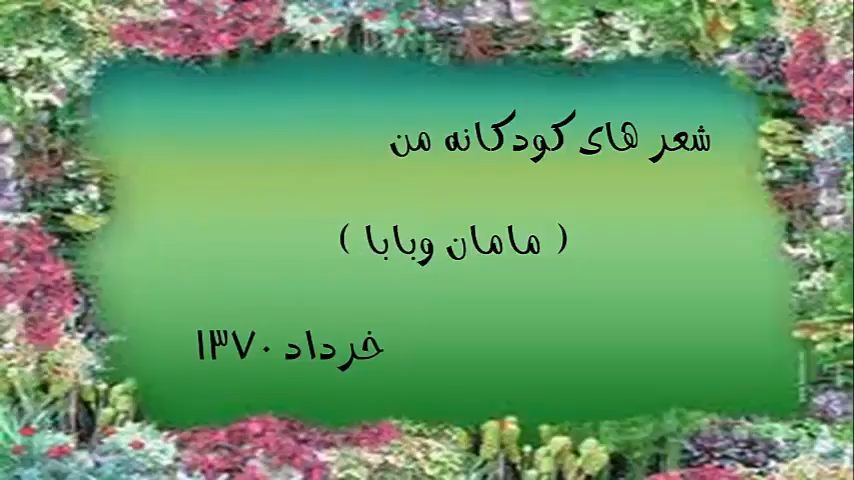 شعر های کودکانه من
( مامان وبابا )
خرداد ۱۳۷۰